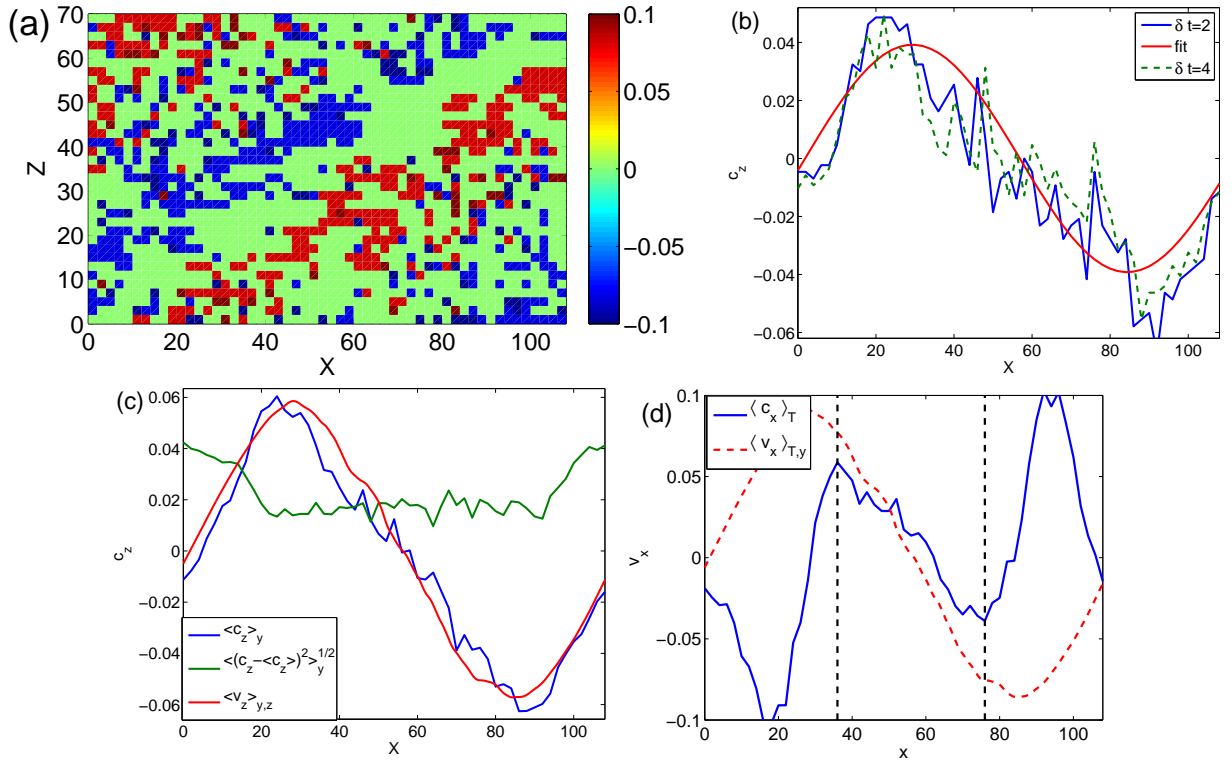 (a)
Z
70
60
50
40
30
20
10
0
0 20 40 60 80 100
X
0.1
0.05
0
−0.05
−0.1
(b)
δ t=2
fit
δ t=4
c_z
0.04
0.02
0
−0.02
−0.04
−0.06
0 20 40 60 80 100
X
(c)
c_z
0.06
0.04
0.02
0
−0.02
−0.04
−0.06
<c_z>_y
<(c_z-<c_z>)^2>_y^1/2
<v_z>_y,z
0 20 40 60 80 100
X
(d)
⟨ c_x ⟩_T
⟨ v_x ⟩_T,y
v_x
0.1
0.05
0
−0.05
−0.1
0 20 40 60 80 100
x